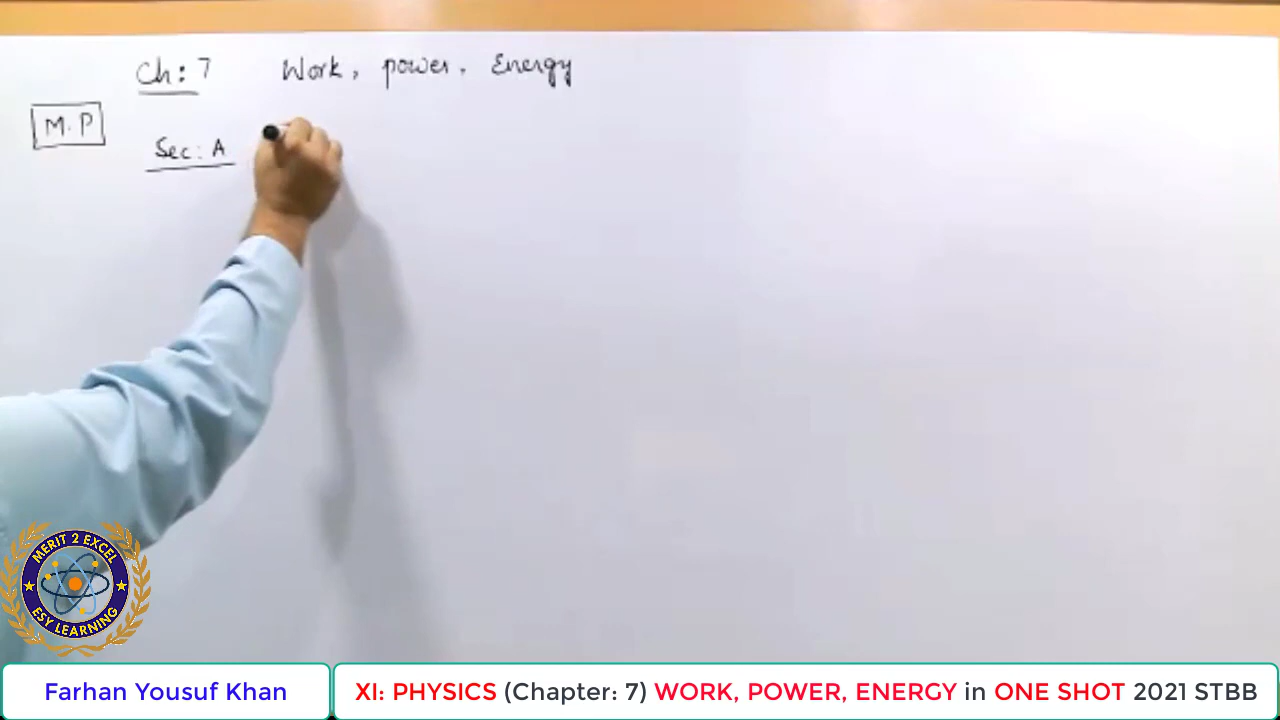 Ch: 7 Work, power, Energy
M.P
Sec: A
MERIT 2 EXCEL
ESY LEARNING
Farhan Yousuf Khan
XI: PHYSICS (Chapter: 7) WORK, POWER, ENERGY in ONE SHOT 2021 STBB